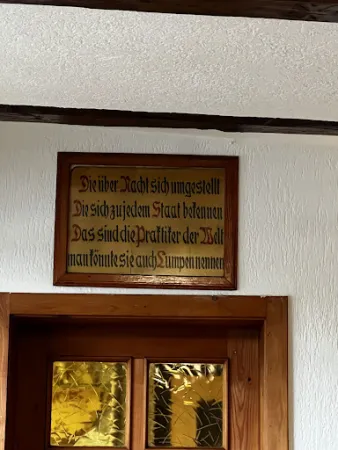 Die über Nacht sich umgestellt
Die sich zu jedem Staat bekennen
Das sind die Praktiker der Welt
man könnte sie auch Lumpen nennen